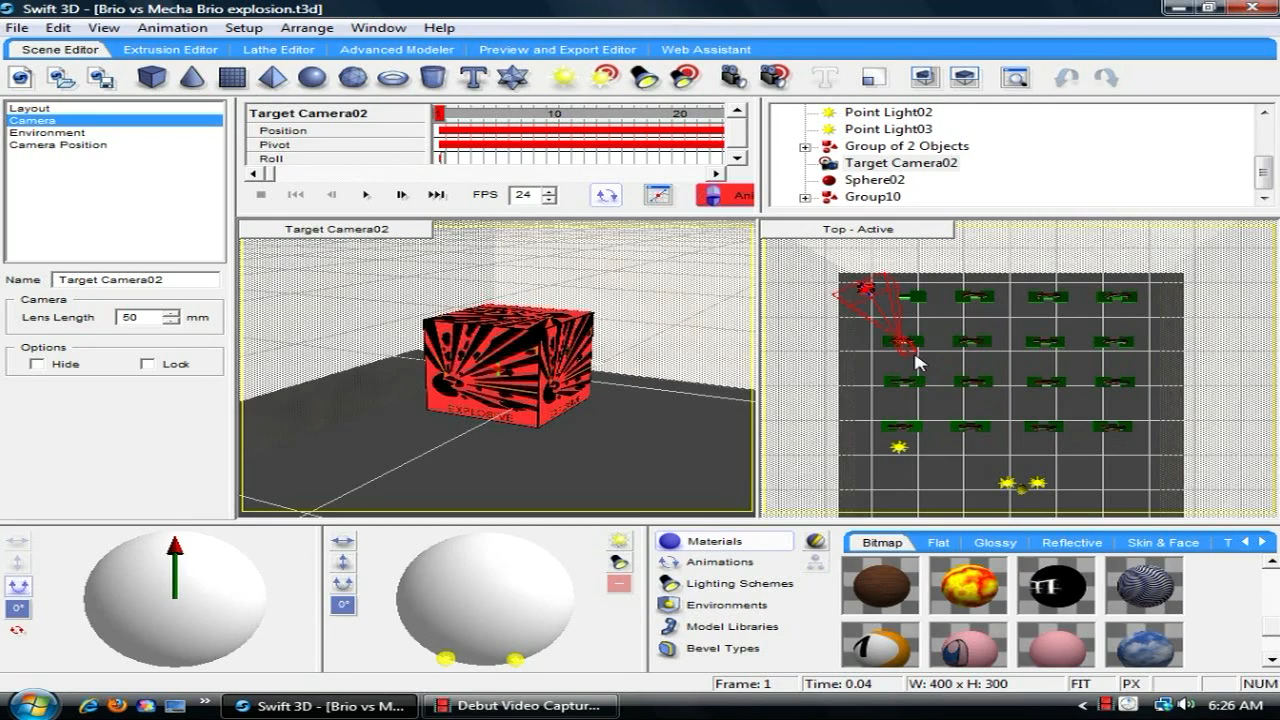 Swift 3D - [Brio vs Mecha Brio explosion.t3d]
File Edit View Animation Setup Arrange Window Help
Scene Editor Extrusion Editor Lathe Editor Advanced Modeler Preview and Export Editor Web Assistant
Layout
Camera
Environment
Camera Position
Target Camera02 10 20
Position
Pivot
Roll
FPS 24 Ani
Point Light02
Point Light03
Group of 2 Objects
Target Camera02
Sphere02
Group10
Name Target Camera02
Camera
Lens Length 50 mm
Options
Hide Lock
Target Camera02
EXPLOSIVE
Top - Active
Materials
Animations
Lighting Schemes
Environments
Model Libraries
Bevel Types
Bitmap Flat Glossy Reflective Skin & Face T
0°
0°
Frame: 1 Time: 0.04 W: 400 x H: 300 FIT PX NUM
Swift 3D - [Brio vs M... Debut Video Captur... 6:26 AM